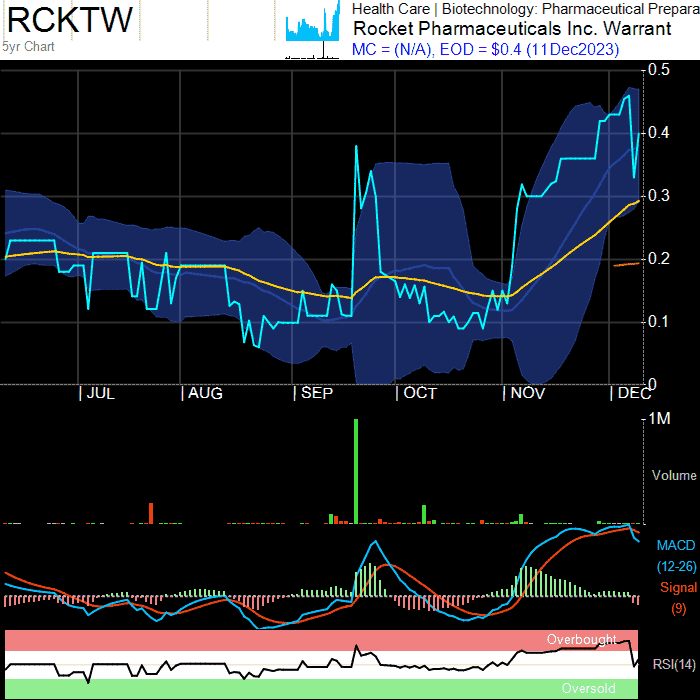 RCKTW
5yr Chart
Health Care | Biotechnology: Pharmaceutical Prepara
Rocket Pharmaceuticals Inc. Warrant
MC = (N/A), EOD = $0.4 (11Dec2023)
0.5
0.4
0.3
0.2
0.1
0
JUL
AUG
SEP
OCT
NOV
DEC
1M
Volume
MACD
(12-26)
Signal
(9)
Overbought
RSI(14)
Oversold